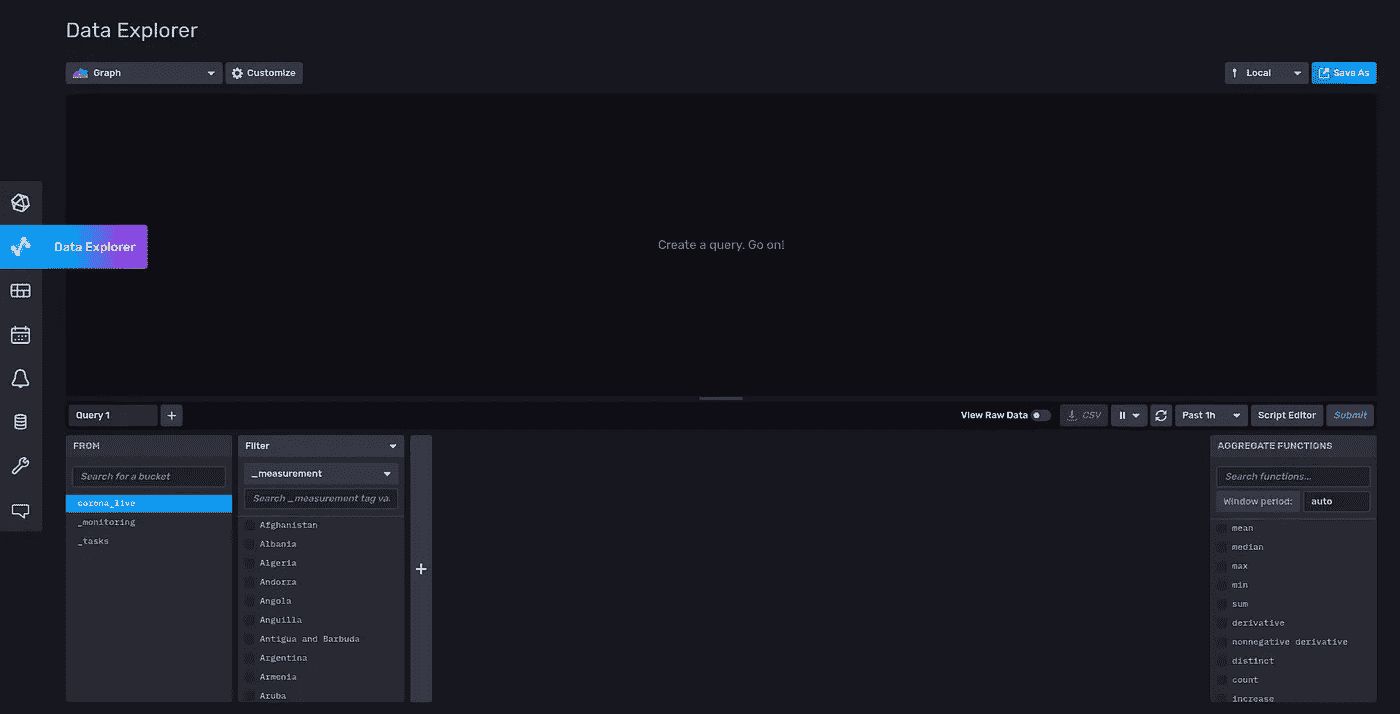 Data Explorer
Graph
Customize
Local
Save As
Data Explorer
Create a query. Go on!
Query 1
+
View Raw Data
CSV
Past 1h
Script Editor
Submit
FROM
Search for a bucket
corona_live
_monitoring
_tasks
Filter
_measurement
Search _measurement tag va
Afghanistan
Albania
Algeria
Andorra
Angola
Anguilla
Antigua and Barbuda
Argentina
Armenia
Aruba
+
AGGREGATE FUNCTIONS
Search functions...
Window period:
auto
mean
median
max
min
sum
derivative
nonnegative derivative
distinct
count
increase